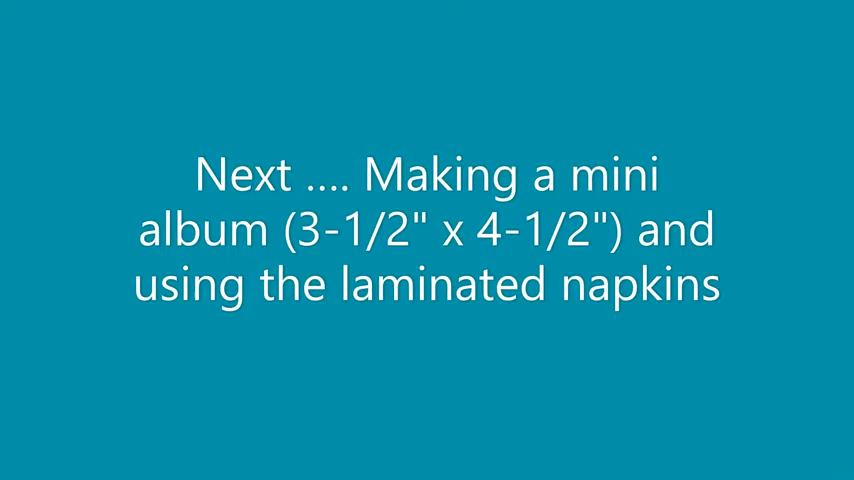 Next .... Making a mini
album (3-1/2" x 4-1/2") and
using the laminated napkins